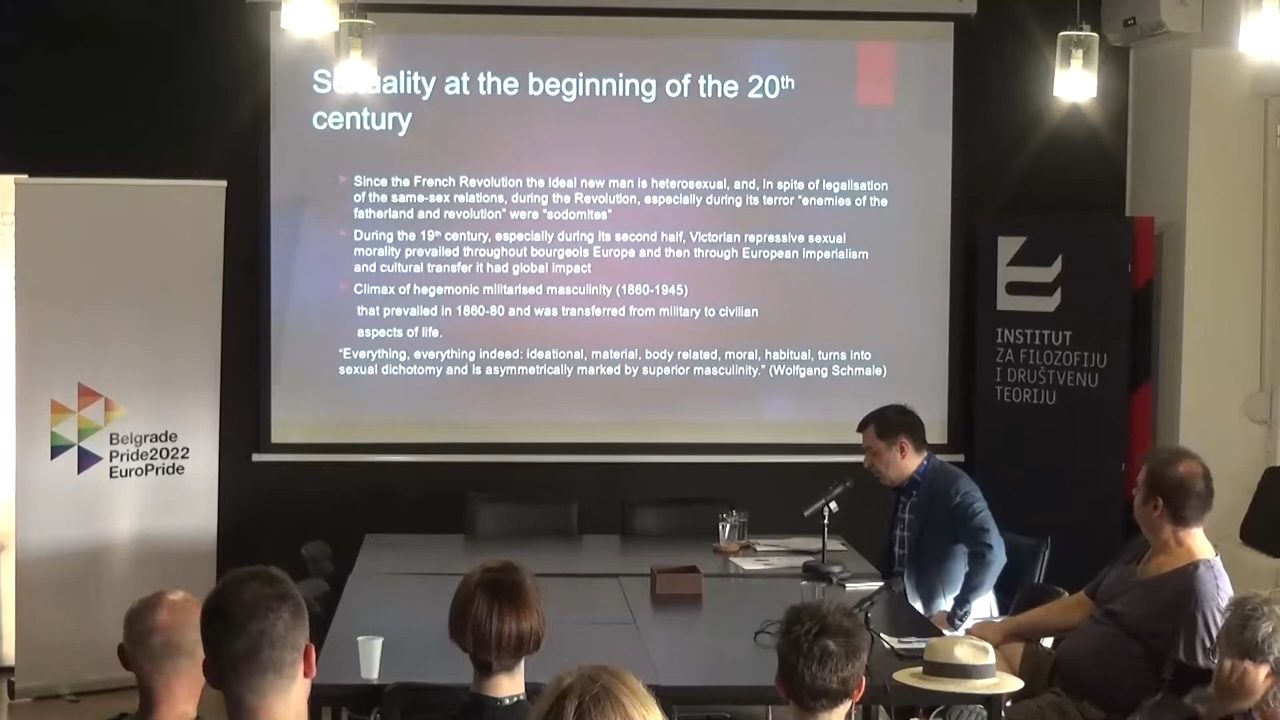 Sexuality at the beginning of the 20th
century
Since the French Revolution the ideal new man is heterosexual, and, in spite of legalisation
of the same-sex relations, during the Revolution, especially during its terror "enemies of the
fatherland and revolution" were "sodomites"
During the 19th century, especially during its second half, Victorian repressive sexual
morality prevailed throughout bourgeois Europe and then through European imperialism
and cultural transfer it had global impact
Climax of hegemonic militarised masculinity (1860-1945)
that prevailed in 1860-80 and was transferred from military to civilian
aspects of life.
"Everything, everything indeed: ideational, material, body related, moral, habitual, turns into
sexual dichotomy and is asymmetrically marked by superior masculinity." (Wolfgang Schmale)
Belgrade
Pride2022
EuroPride
INSTITUT
ZA FILOZOFIJU
I DRUŠTVENU
TEORIJU